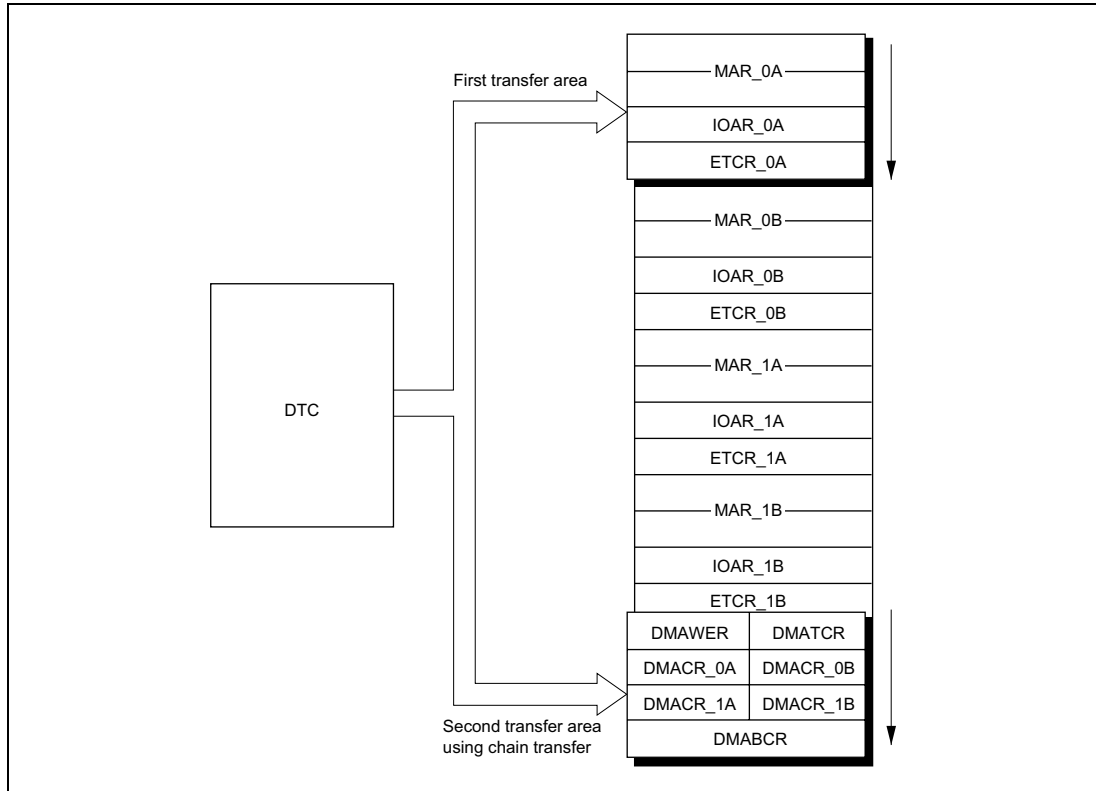 First transfer area
MAR_0A
IOAR_0A
ETCR_0A
MAR_0B
IOAR_0B
ETCR_0B
MAR_1A
DTC
IOAR_1A
ETCR_1A
MAR_1B
IOAR_1B
ETCR_1B
DMAWER DMATCR
DMACR_0A DMACR_0B
DMACR_1A DMACR_1B
Second transfer area
using chain transfer
DMABCR